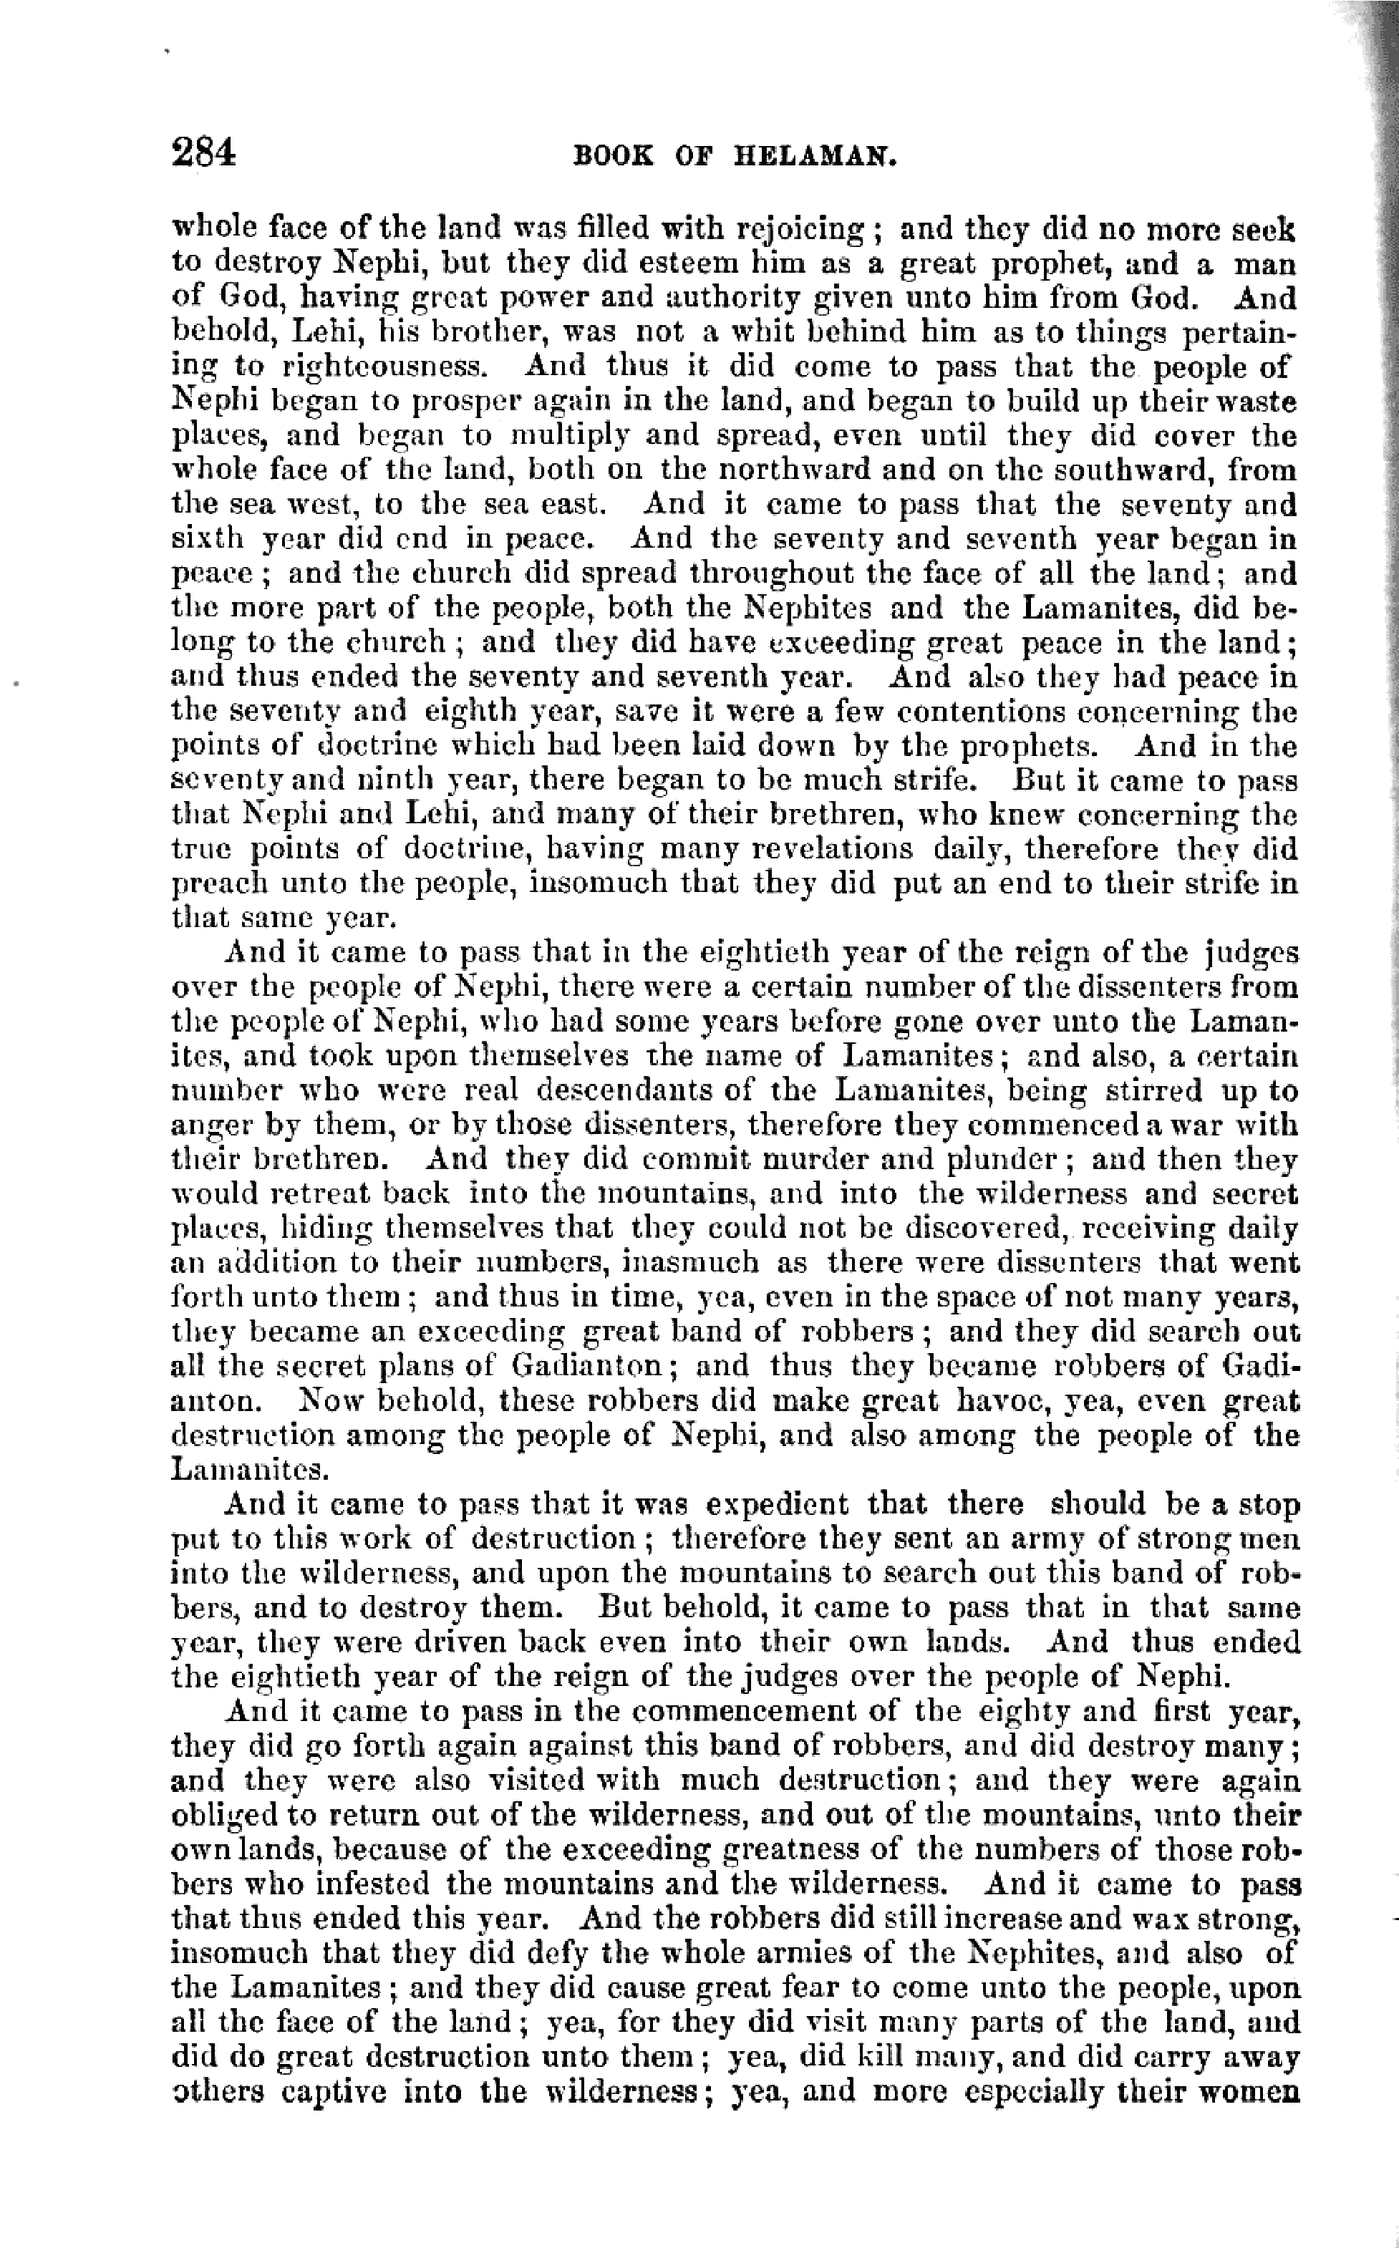 284 BOOK OF HELAMAN.
whole face of the land was filled with rejoicing; and they did no more seek
to destroy Nephi, but they did esteem him as a great prophet, and a man
of God, having great power and authority given unto him from God. And
behold, Lehi, his brother, was not a whit behind him as to things pertain-
ing to righteousness. And thus it did come to pass that the people of
Nephi began to prosper again in the land, and began to build up their waste
places, and began to multiply and spread, even until they did cover the
whole face of the land, both on the northward and on the southward, from
the sea west, to the sea east. And it came to pass that the seventy and
sixth year did end in peace. And the seventy and seventh year began in
peace; and the church did spread throughout the face of all the land; and
the more part of the people, both the Nephites and the Lamanites, did be-
long to the church; and they did have exceeding great peace in the land;
and thus ended the seventy and seventh year. And also they had peace in
the seventy and eighth year, save it were a few contentions concerning the
points of doctrine which had been laid down by the prophets. And in the
seventy and ninth year, there began to be much strife. But it came to pass
that Nephi and Lehi, and many of their brethren, who knew concerning the
true points of doctrine, having many revelations daily, therefore they did
preach unto the people, insomuch that they did put an end to their strife in
that same year.
And it came to pass that in the eightieth year of the reign of the judges
over the people of Nephi, there were a certain number of the dissenters from
the people of Nephi, who had some years before gone over unto the Laman-
ites, and took upon themselves the name of Lamanites; and also, a certain
number who were real descendants of the Lamanites, being stirred up to
anger by them, or by those dissenters, therefore they commenced a war with
their brethren. And they did commit murder and plunder; and then they
would retreat back into the mountains, and into the wilderness and secret
places, hiding themselves that they could not be discovered, receiving daily
an addition to their numbers, inasmuch as there were dissenters that went
forth unto them; and thus in time, yea, even in the space of not many years,
they became an exceeding great band of robbers; and they did search out
all the secret plans of Gadianton; and thus they became robbers of Gadi-
anton. Now behold, these robbers did make great havoc, yea, even great
destruction among the people of Nephi, and also among the people of the
Lamanites.
And it came to pass that it was expedient that there should be a stop
put to this work of destruction; therefore they sent an army of strong men
into the wilderness, and upon the mountains to search out this band of rob-
bers, and to destroy them. But behold, it came to pass that in that same
year, they were driven back even into their own lands. And thus ended
the eightieth year of the reign of the judges over the people of Nephi.
And it came to pass in the commencement of the eighty and first year,
they did go forth again against this band of robbers, and did destroy many;
and they were also visited with much destruction; and they were again
obliged to return out of the wilderness, and out of the mountains, unto their
own lands, because of the exceeding greatness of the numbers of those rob-
bers who infested the mountains and the wilderness. And it came to pass
that thus ended this year. And the robbers did still increase and wax strong,
insomuch that they did defy the whole armies of the Nephites, and also of
the Lamanites; and they did cause great fear to come unto the people, upon
all the face of the land; yea, for they did visit many parts of the land, and
did do great destruction unto them; yea, did kill many, and did carry away
others captive into the wilderness; yea, and more especially their women